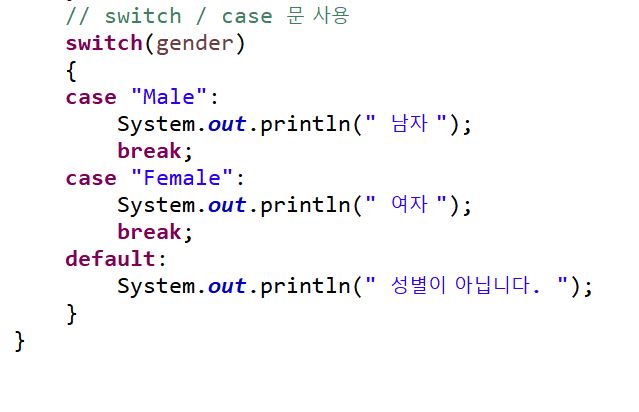 // switch / case 문 사용
switch(gender)
{
case "Male":
System.out.println(" 남자 ");
break;
case "Female":
System.out.println(" 여자 ");
break;
default:
System.out.println(" 성별이 아닙니다. ");
}
}